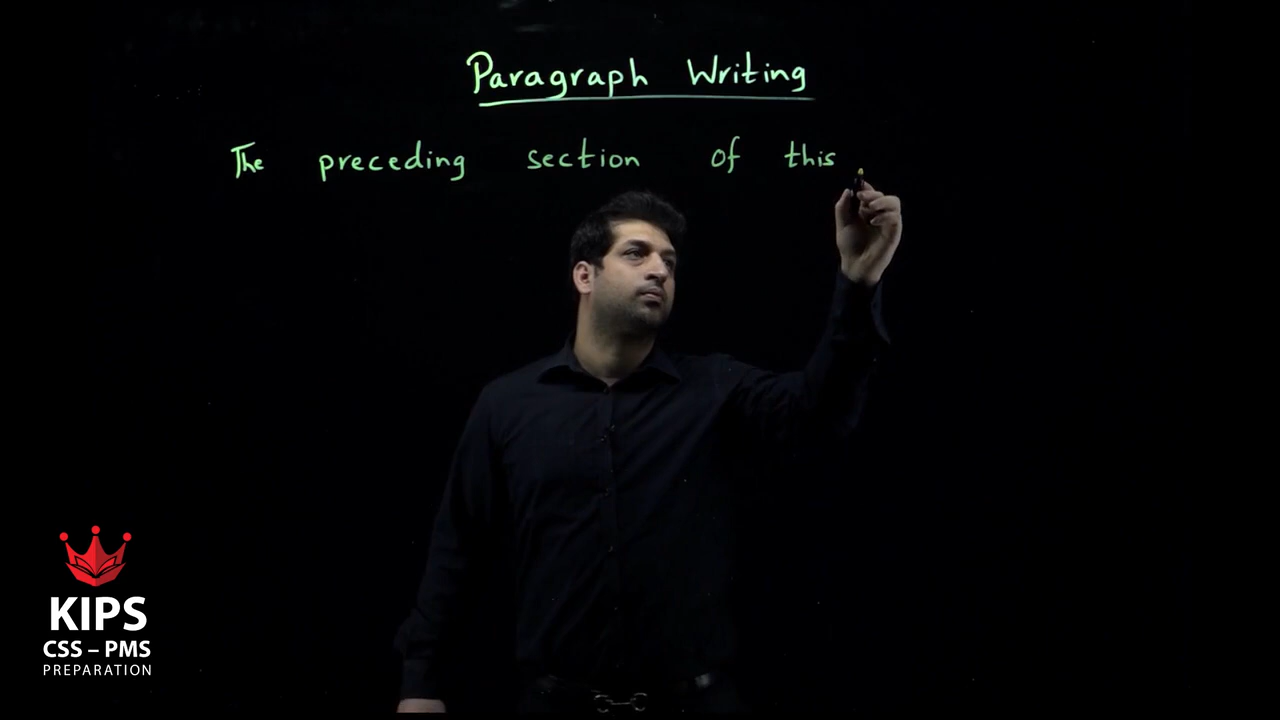 Paragraph Writing
The preceding section of this
KIPS
CSS – PMS
PREPARATION